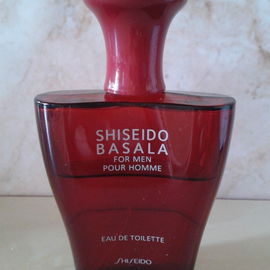 SHISEIDO
BASALA
FOR MEN
POUR HOMME
EAU DE TOILETTE
SHISEIDO